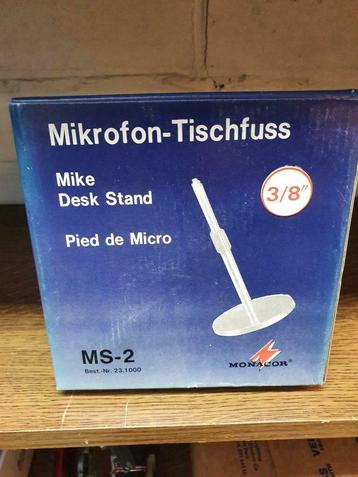 Mikrofon-Tischfuss
Mike
Desk Stand
3/8"
Pied de Micro
MS-2
Best.-Nr. 23.1000
MONACOR®